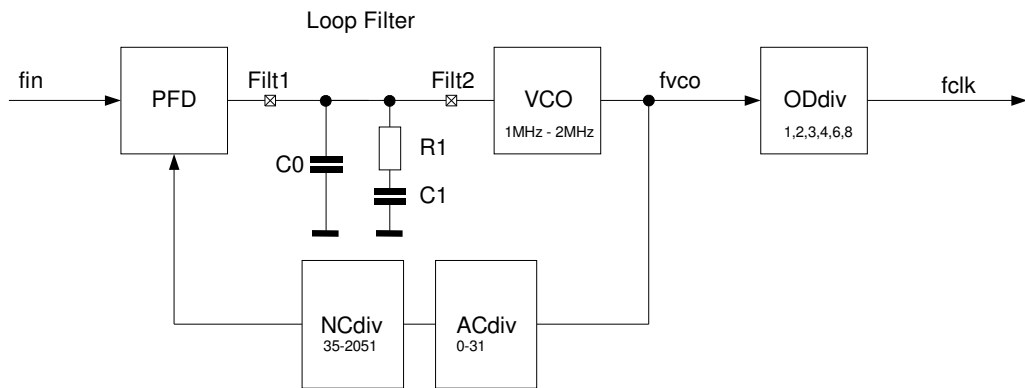 Loop Filter
fin
PFD
Filt1
Filt2
VCO
1MHz - 2MHz
fvco
ODdiv
1,2,3,4,6,8
fclk
C0
R1
C1
NCdiv
35-2051
ACdiv
0-31